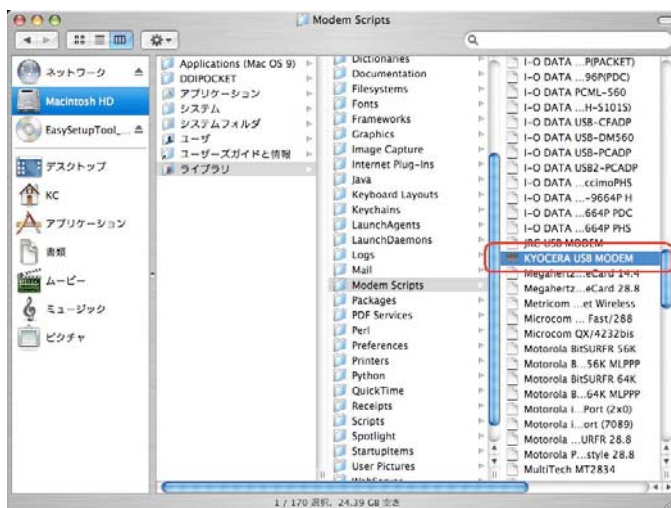 Modem Scripts
ネットワーク
Macintosh HD
EasySetupTool_...
デスクトップ
KC
アプリケーション
書類
ムービー
ミュージック
ピクチャ
Applications (Mac OS 9)
DDIPOCKET
アプリケーション
システム
システムフォルダ
ユーザ
ユーザーズガイドと情報
ライブラリ
Dictionaries
Documentation
Filesystems
Fonts
Frameworks
Graphics
Image Capture
Internet Plug-Ins
Java
Keyboard Layouts
Keychains
LaunchAgents
LaunchDaemons
Logs
Mail
Modem Scripts
Packages
PDF Services
Perl
Preferences
Printers
Python
QuickTime
Receipts
Scripts
Spotlight
StartupItems
User Pictures
I-O DATA ...P(PACKET)
I-O DATA ...96P(PDC)
I-O DATA PCML-560
I-O DATA ...H-S101S)
I-O DATA USB-CFADP
I-O DATA USB-DM560
I-O DATA USB-PCADP
I-O DATA USB2-PCADP
I-O DATA ...ccimoPHS
I-O DATA ...-9664P H
I-O DATA ...664P PDC
I-O DATA ...664P PHS
JRC USB MODEM
KYOCERA USB MODEM
Megahertz...eCard 14.4
Megahertz...eCard 28.8
Metricom ...et Wireless
Microcom ... Fast/288
Microcom QX/4232bis
Motorola BitSURFR 56K
Motorola B...56K MLPPP
Motorola BitSURFR 64K
Motorola B...64K MLPPP
Motorola i...Port (2x0)
Motorola i...ort (7089)
Motorola ...URFR 28.8
Motorola P...style 28.8
MultiTech MT2834
1 / 170 選択、24.39 GB 空き